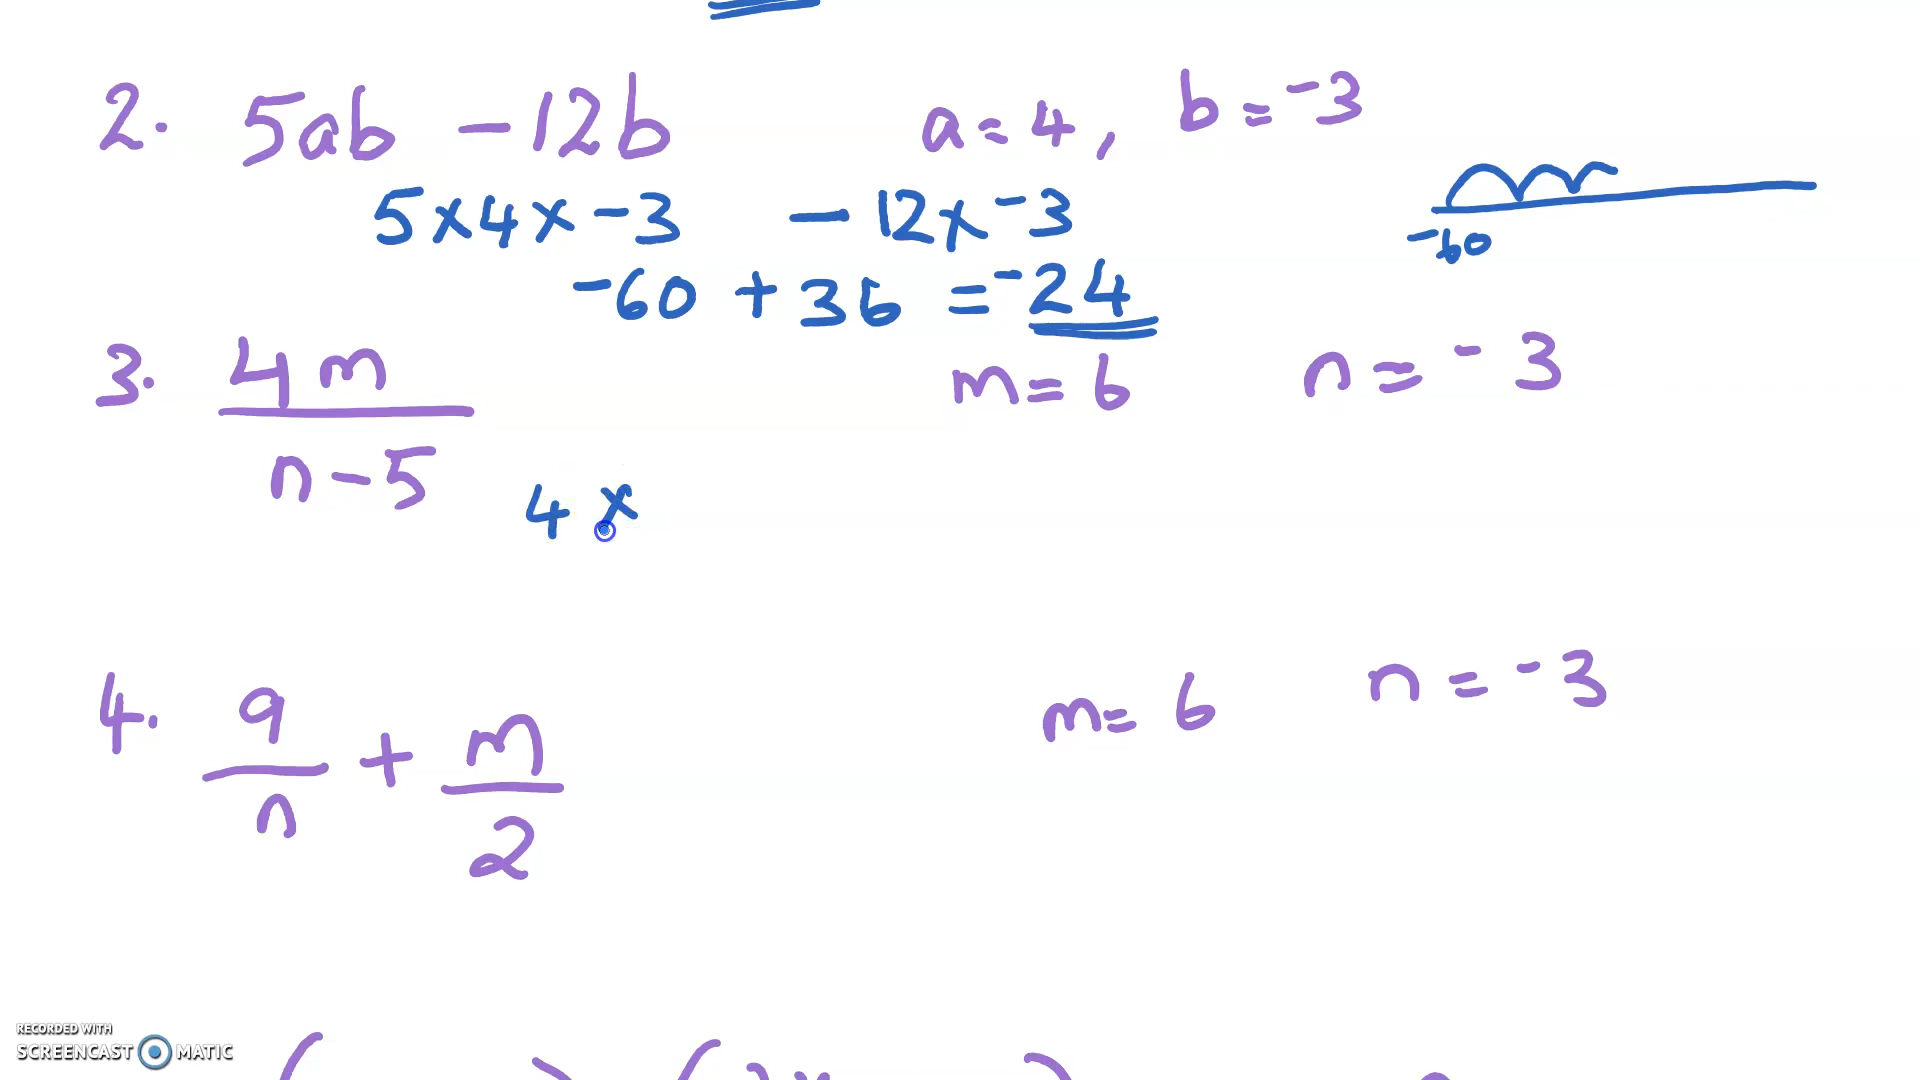 2. 5ab - 12b a = 4, b = -3
5 x 4 x -3 - 12 x -3
-60
-60 + 36 = -24
3. 4m m = 6 n = -3
n - 5
4 x
4. 9 + m m = 6 n = -3
n 2
RECORDED WITH
SCREENCAST MATIC